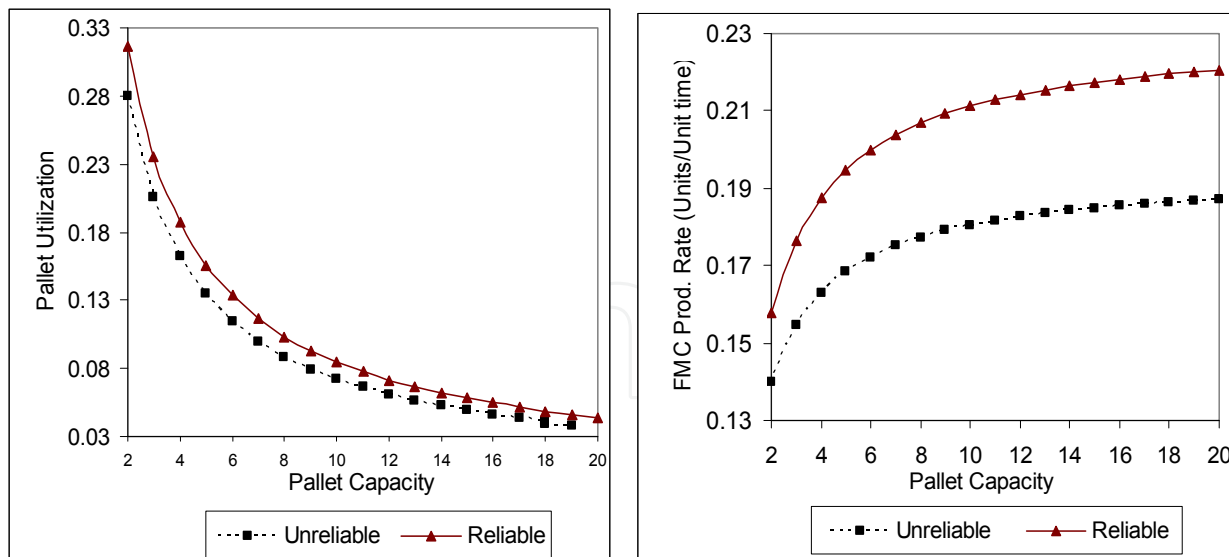 0.33
0.28
0.23
0.18
0.13
0.08
0.03
Pallet Utilization
2 4 6 8 10 12 14 16 18 20
Pallet Capacity
Unreliable Reliable
0.23
0.21
0.19
0.17
0.15
0.13
FMC Prod. Rate (Units/Unit time)
2 4 6 8 10 12 14 16 18 20
Pallet Capacity
Unreliable Reliable